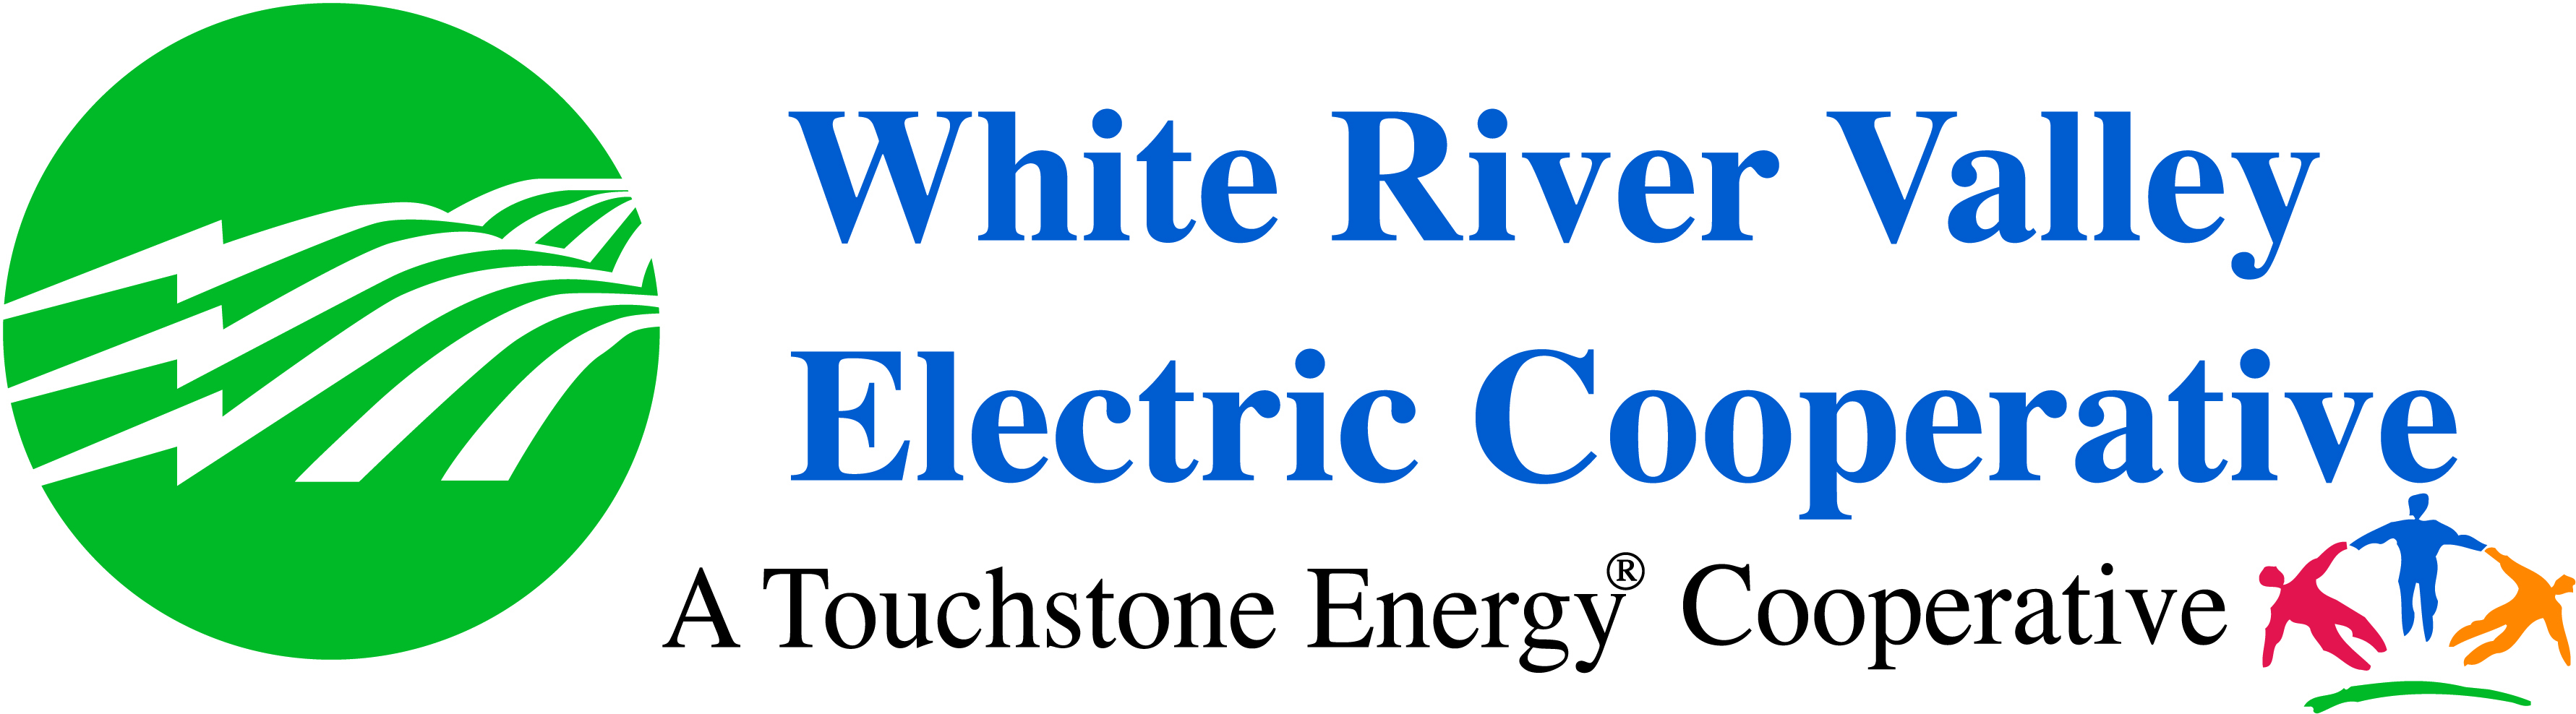 White River Valley
Electric Cooperative
A Touchstone Energy® Cooperative